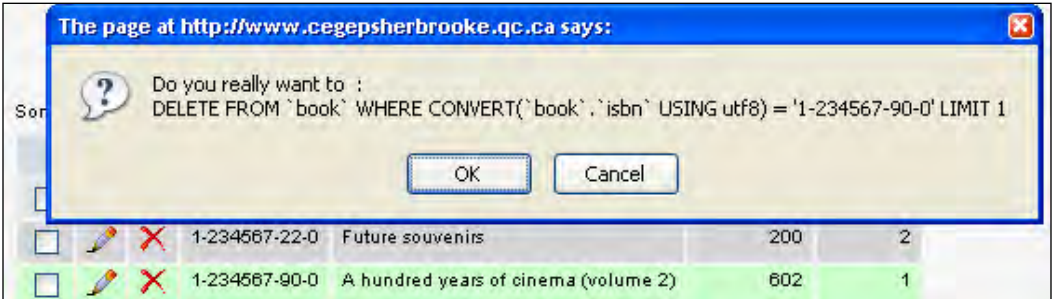 The page at http://www.cegepsherbrooke.qc.ca says:
Do you really want to :
Sor
DELETE FROM `book` WHERE CONVERT(`book`.`isbn` USING utf8) = '1-234567-90-0' LIMIT 1
OK Cancel
1-234567-22-0 Future souvenirs 200 2
1-234567-90-0 A hundred years of cinema (volume 2) 602 1